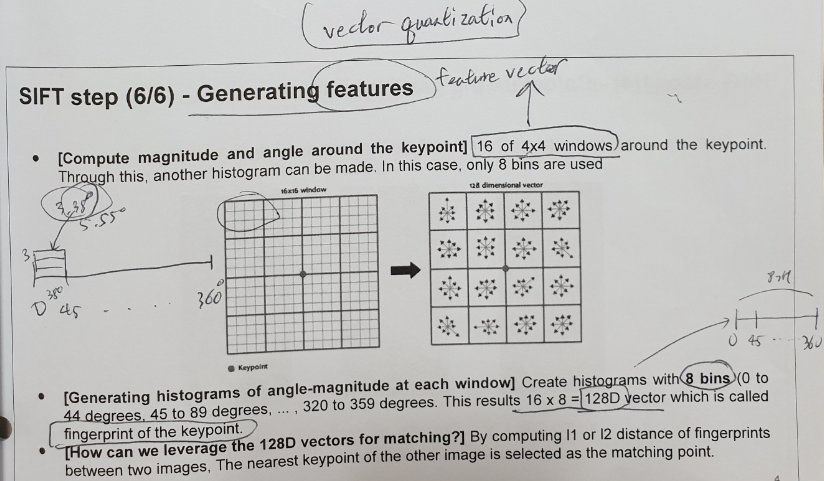 vector quantization
SIFT step (6/6) - Generating features
feature vector
• [Compute magnitude and angle around the keypoint] 16 of 4x4 windows around the keypoint.
Through this, another histogram can be made. In this case, only 8 bins are used
16x16 window
128 dimensional vector
3, 38°
5.55°
3
38°
0 45 - . . . . 360°
Keypoint
0 45 ... 360
• [Generating histograms of angle-magnitude at each window] Create histograms with 8 bins (0 to
44 degrees, 45 to 89 degrees, ... , 320 to 359 degrees. This results 16 x 8 = 128D vector which is called
fingerprint of the keypoint.
• [How can we leverage the 128D vectors for matching?] By computing l1 or l2 distance of fingerprints
between two images, The nearest keypoint of the other image is selected as the matching point.